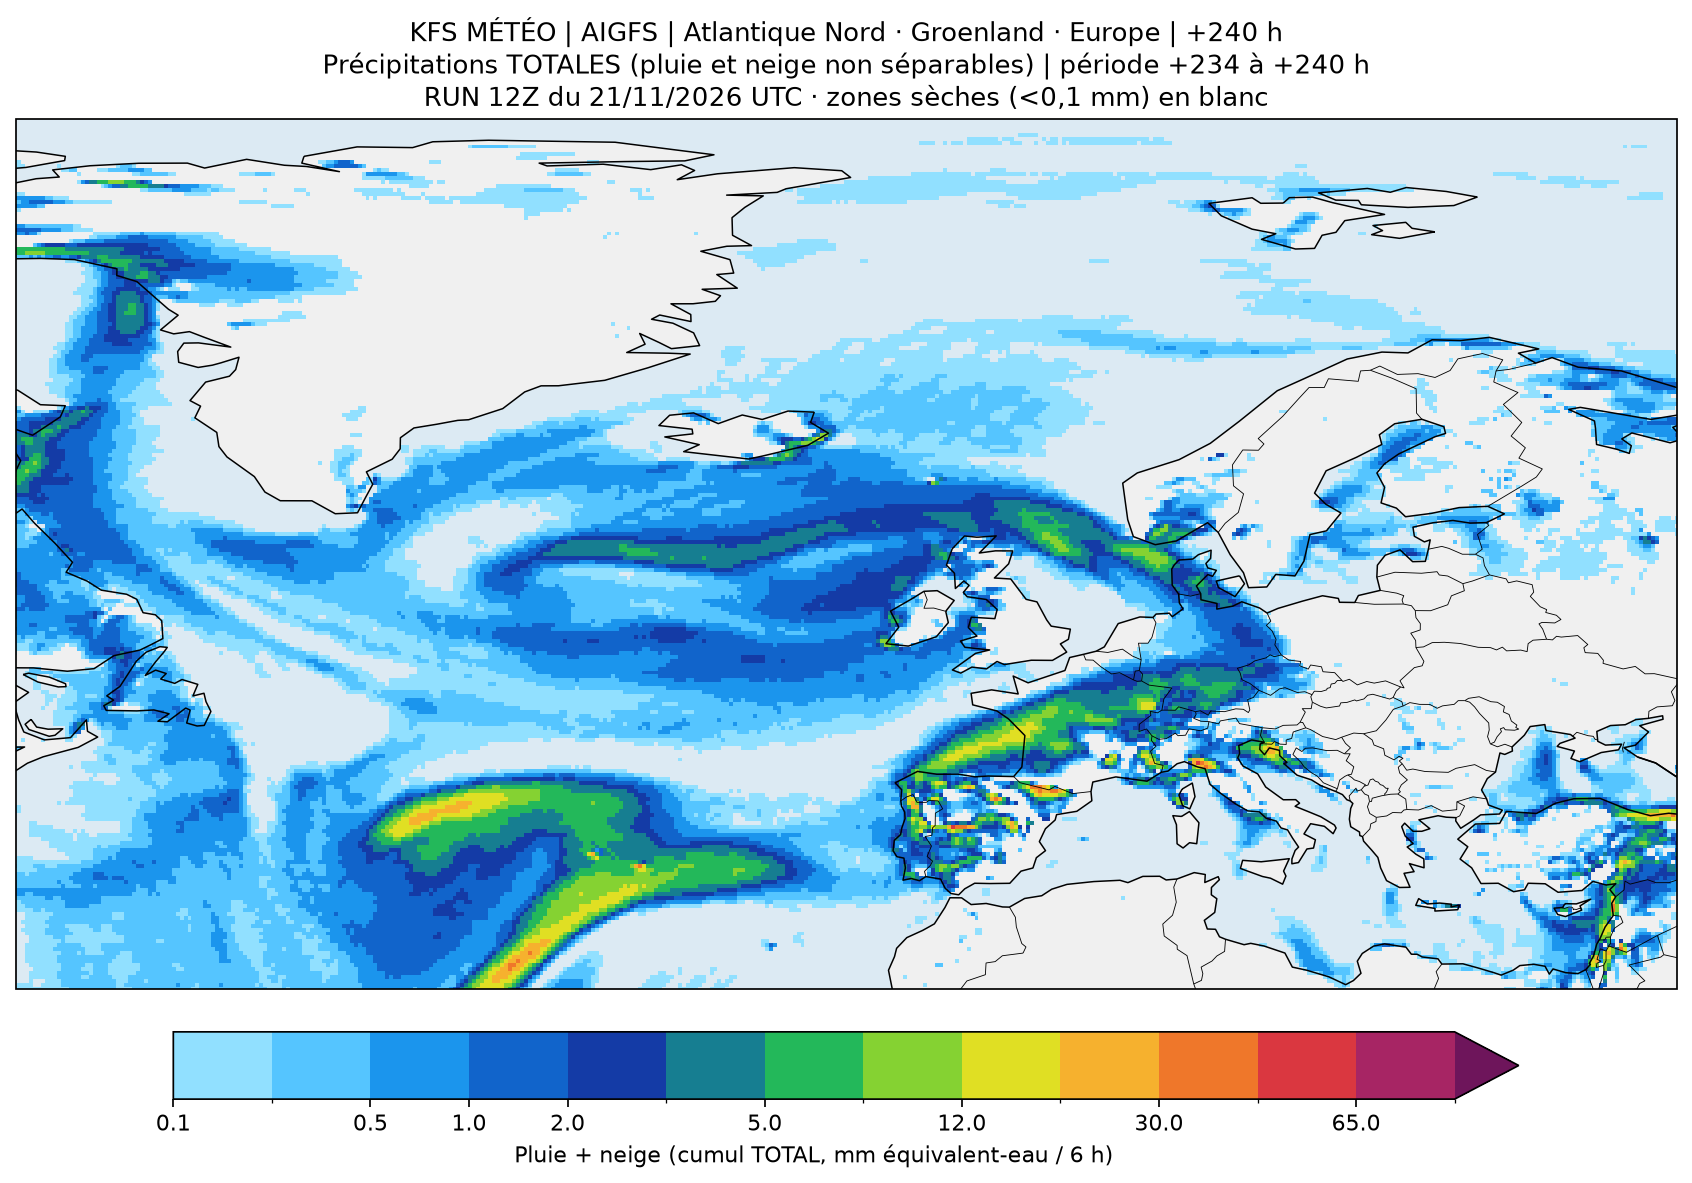 KFS MÉTÉO | AIGFS | Atlantique Nord · Groenland · Europe | +240 h
Précipitations TOTALES (pluie et neige non séparables) | période +234 à +240 h
RUN 12Z du 21/11/2026 UTC · zones sèches (<0,1 mm) en blanc
0.1 0.5 1.0 2.0 5.0 12.0 30.0 65.0
Pluie + neige (cumul TOTAL, mm équivalent-eau / 6 h)